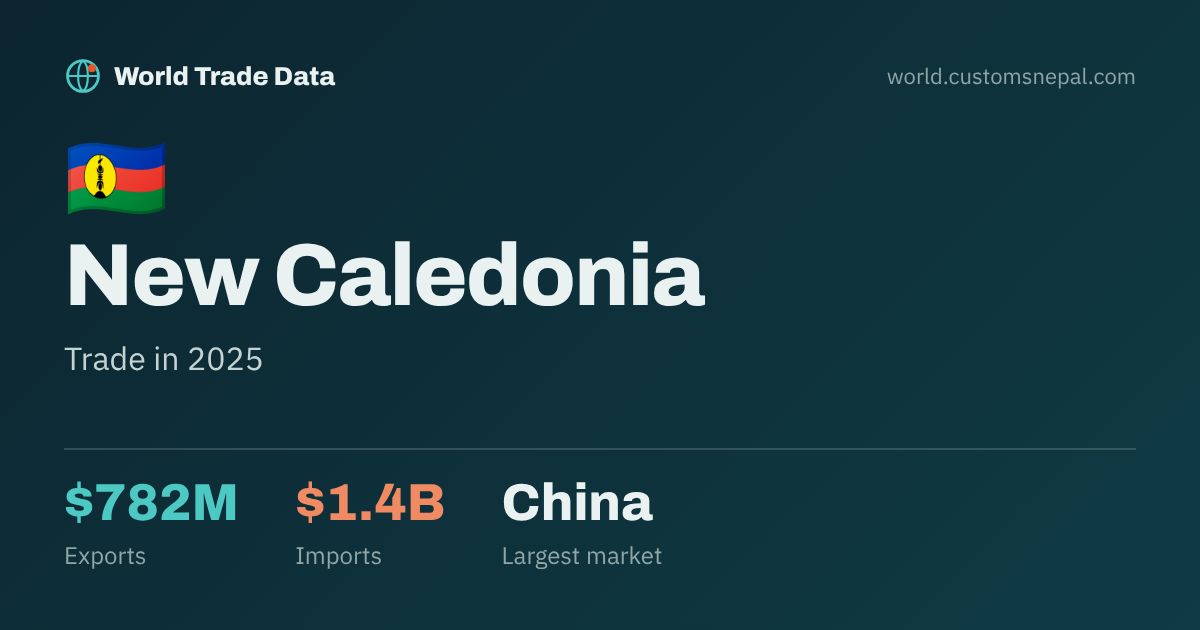 World Trade Data
world.customsnepal.com
New Caledonia
Trade in 2025
$782M $1.4B China
Exports Imports Largest market